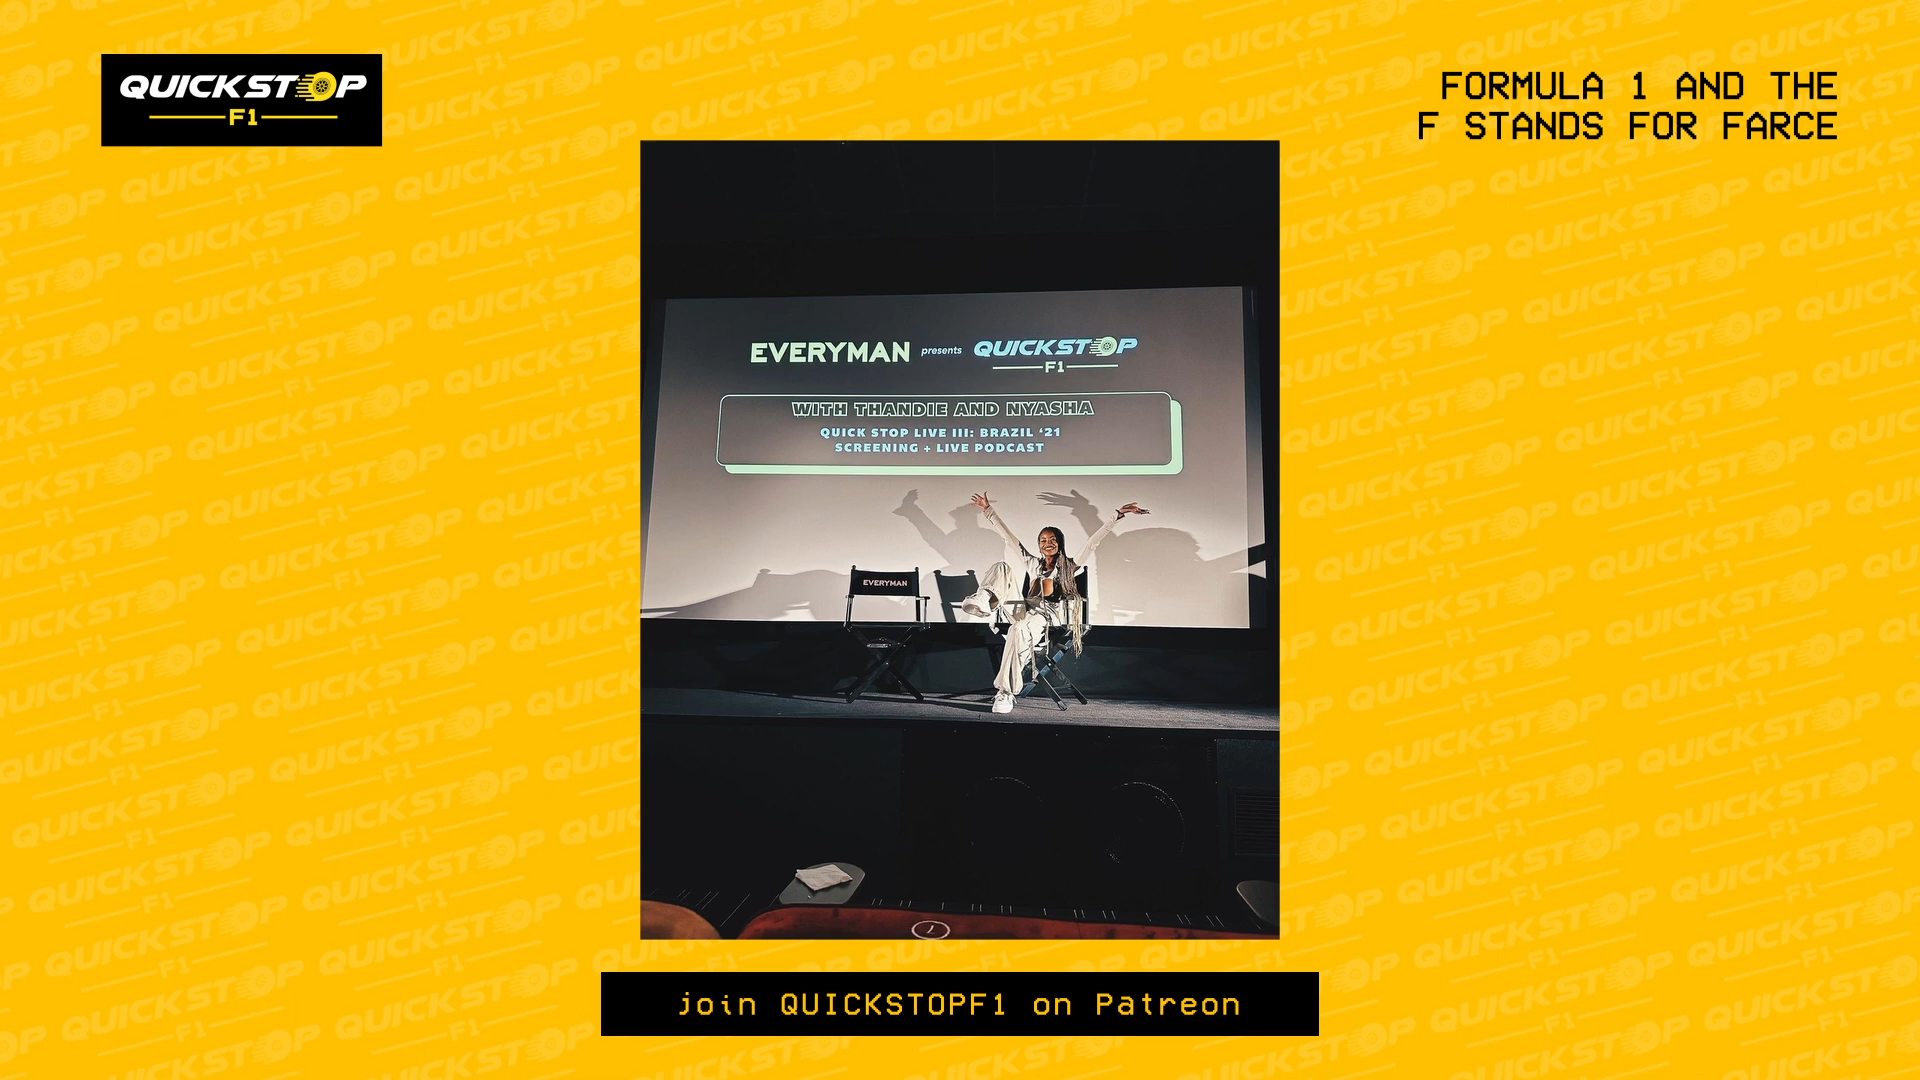 QUICKSTOP
F1
FORMULA 1 AND THE
F STANDS FOR FARCE
EVERYMAN presents QUICKSTOP
F1
WITH THANDIE AND NYASHA
QUICK STOP LIVE III: BRAZIL ‘21
SCREENING + LIVE PODCAST
EVERYMAN
join QUICKSTOPF1 on Patreon